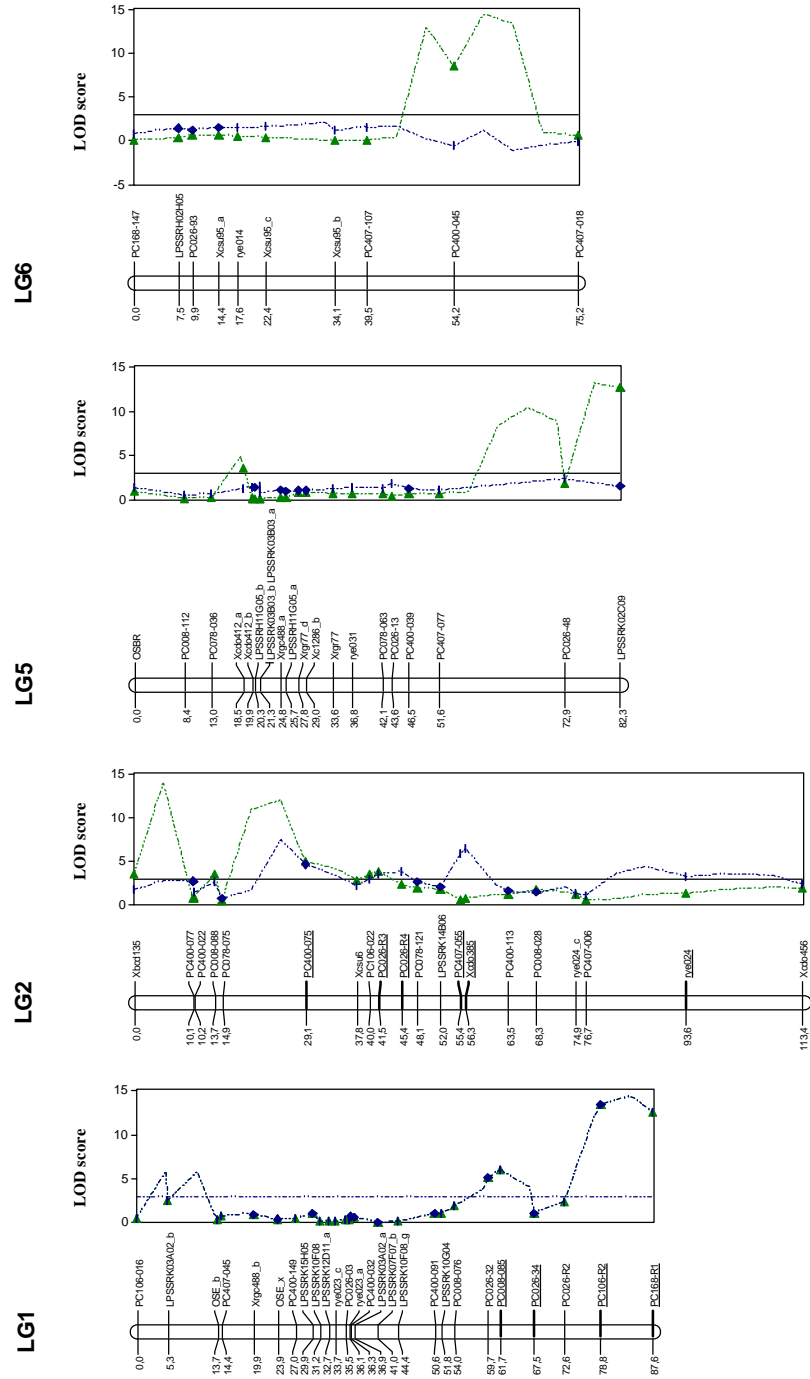 LG6
LOD score
15
10
5
0
-5
PC168-147
LPSSRH02H05
PC026-93
Xcsu95_a
rye014
Xcsu95_c
Xcsu95_b
PC407-107
PC400-045
PC407-018
0,0
7,5
9,9
14,4
17,6
22,4
34,1
39,5
54,2
75,2
LG5
LOD score
15
10
5
0
OSBR
PC008-112
PC078-036
Xcdo412_a
Xcdo412_b
LPSSRH11G05_b
LPSSRK03B03_b LPSSRK03B03_a
Xrgc488_a
LPSSRH11G05_a
Xrgr77_d
Xc1286_b
Xrgr77
rye031
PC078-063
PC026-13
PC400-039
PC407-077
PC026-48
LPSSRK02C09
0,0
8,4
13,0
18,5
19,9
20,3
21,3
24,8
25,7
27,8
29,0
33,6
36,8
42,1
43,6
46,5
51,6
72,9
82,3
LG2
LOD score
15
10
5
0
Xbcd135
PC400-077
PC400-022
PC008-088
PC078-075
PC400-075
Xcsu6
PC106-022
PC026-R3
PC026-R4
PC078-121
LPSSRK14B06
PC407-055
Xcdo385
PC400-113
PC008-028
rye024_c
PC407-006
rye024
Xcdo456
0,0
10,1
10,2
13,7
14,9
29,1
37,8
40,0
41,5
45,4
48,1
52,0
55,4
56,3
63,5
68,3
74,9
76,7
93,6
113,4
LG1
LOD score
15
10
5
0
PC106-016
LPSSRK03A02_b
OSE_b
PC407-045
Xrgc488_b
OSE_x
PC400-149
LPSSRK15H05
LPSSRK10F08
LPSSRK12D11_a
rye023_c
PC026-03
rye023_a
PC400-032
LPSSRK03A02_a
LPSSRK07F07_b
LPSSRK10F08_g
PC400-091
LPSSRK10G04
PC008-076
PC026-32
PC008-085
PC026-34
PC026-R2
PC106-R2
PC168-R1
0,0
5,3
13,7
14,4
19,9
23,9
27,0
29,9
31,2
32,7
33,7
35,5
36,1
36,3
36,9
41,0
44,4
50,6
51,8
54,0
59,7
61,7
67,5
72,6
78,8
87,6